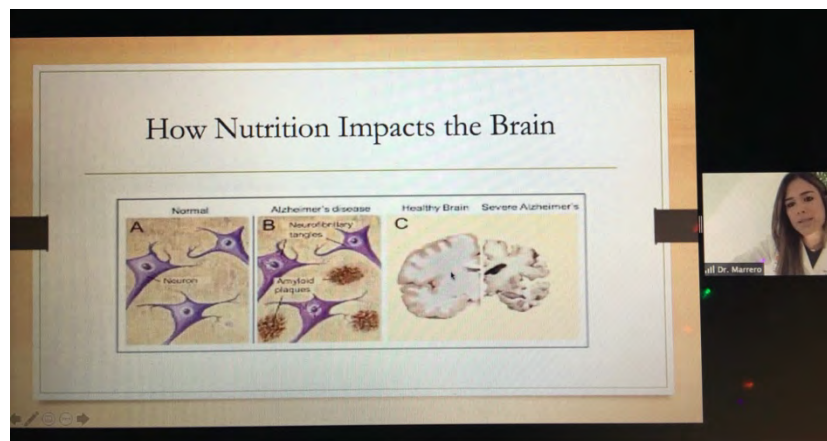 How Nutrition Impacts the Brain
Normal
Alzheimer's disease
Healthy Brain
Severe Alzheimer's
A
B
C
Neurofibrillary
tangles
Neuron
Amyloid
plaques
Dr. Marrero